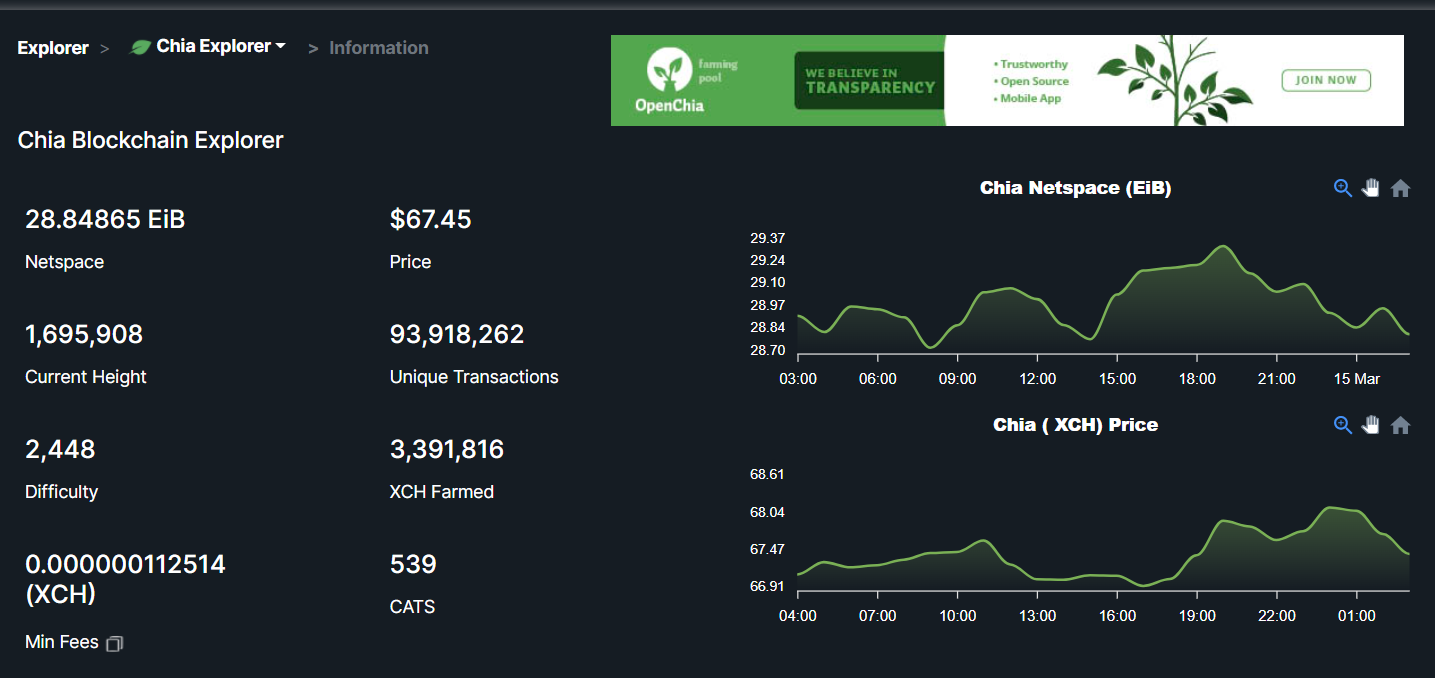 Explorer > Chia Explorer > Information
farming
pool
OpenChia
WE BELIEVE IN
TRANSPARENCY
• Trustworthy
• Open Source
• Mobile App
JOIN NOW
Chia Blockchain Explorer
28.84865 EiB
Netspace
$67.45
Price
1,695,908
Current Height
93,918,262
Unique Transactions
2,448
Difficulty
3,391,816
XCH Farmed
0.000000112514
(XCH)
Min Fees
539
CATS
Chia Netspace (EiB)
29.37
29.24
29.10
28.97
28.84
28.70
03:00 06:00 09:00 12:00 15:00 18:00 21:00 15 Mar
Chia ( XCH) Price
68.61
68.04
67.47
66.91
04:00 07:00 10:00 13:00 16:00 19:00 22:00 01:00